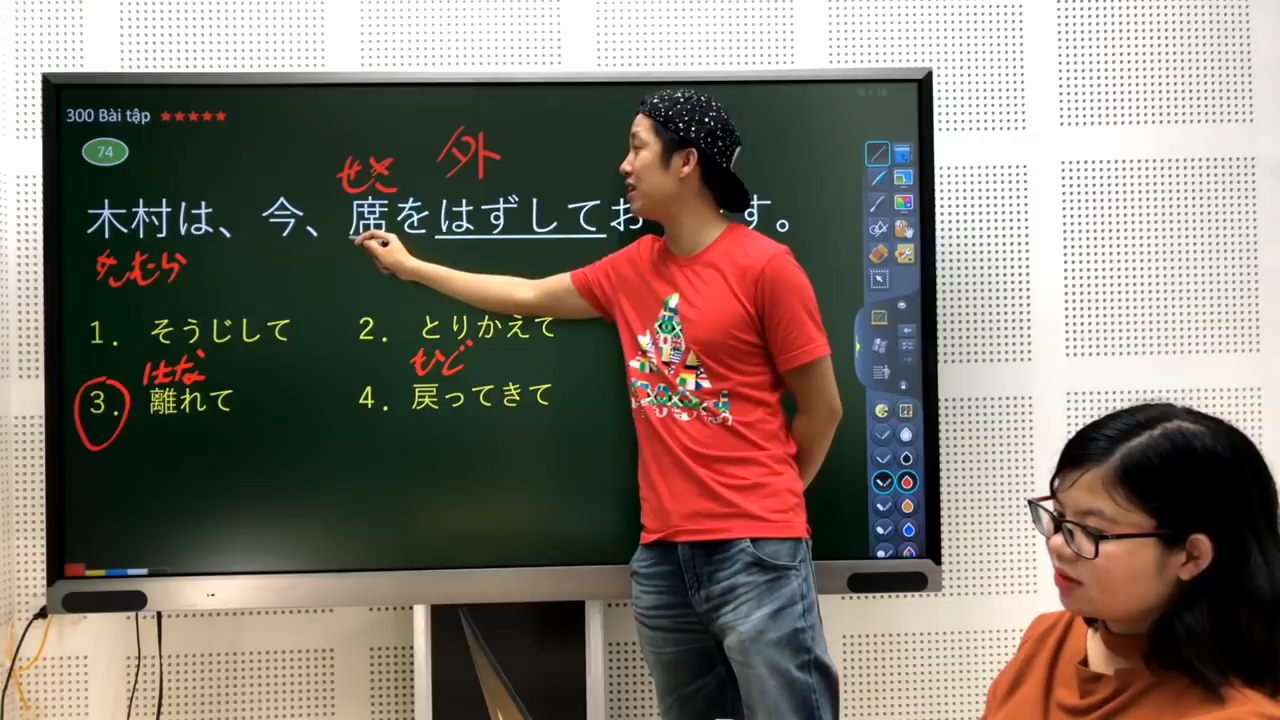 300 Bài tập ★★★★★
74
外
せき
木村は、今、席をはずしてお す。
きむら
1. そうじして 2. とりかえて
はな もど
3. 離れて 4. 戻ってきて